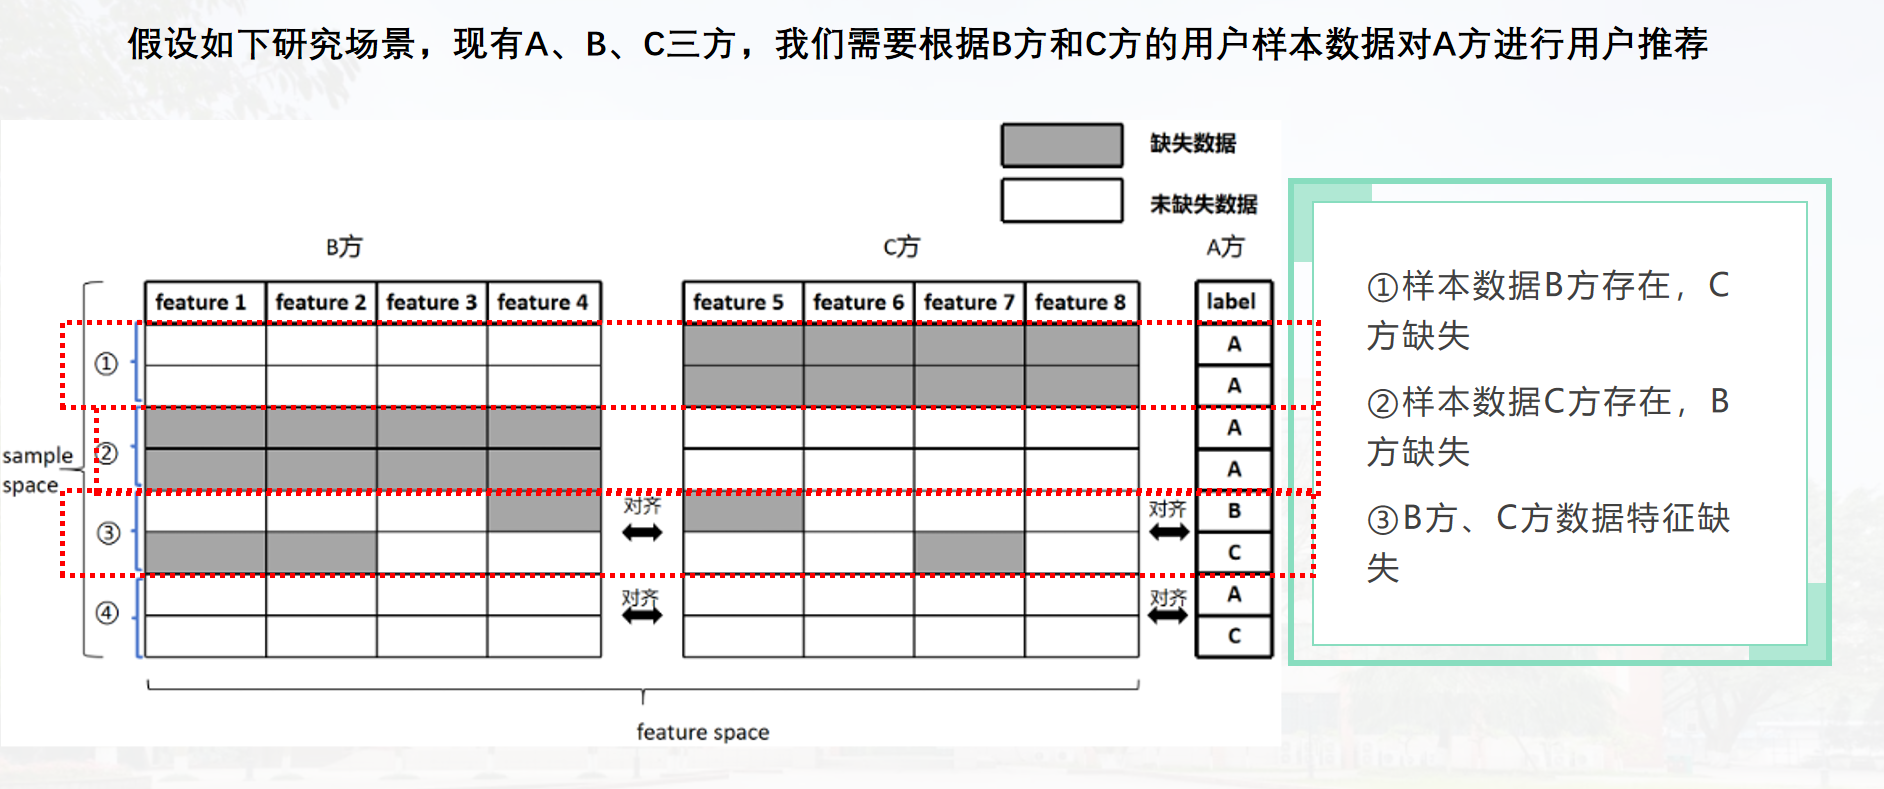 假设如下研究场景，现有A、B、C三方，我们需要根据B方和C方的用户样本数据对A方进行用户推荐
缺失数据
未缺失数据
B方
C方
A方
feature 1 feature 2 feature 3 feature 4
feature 5 feature 6 feature 7 feature 8
label
①
A
A
②
A
A
sample
space
③
对齐
对齐
B
C
④
对齐
对齐
A
C
feature space
①样本数据B方存在，C
方缺失
②样本数据C方存在，B
方缺失
③B方、C方数据特征缺
失